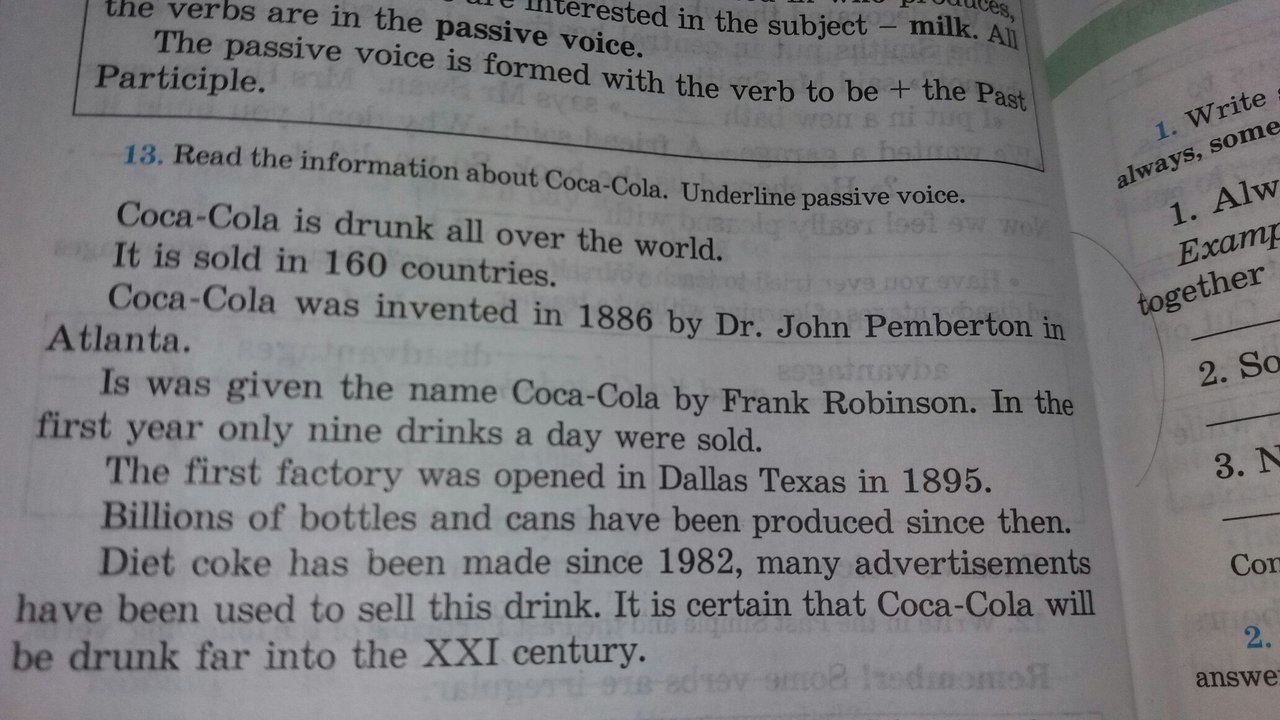 interested in the subject – milk. All
the verbs are in the passive voice.
The passive voice is formed with the verb to be + the Past
Participle.
13. Read the information about Coca-Cola. Underline passive voice.
Coca-Cola is drunk all over the world.
It is sold in 160 countries.
Coca-Cola was invented in 1886 by Dr. John Pemberton in
Atlanta.
Is was given the name Coca-Cola by Frank Robinson. In the
first year only nine drinks a day were sold.
The first factory was opened in Dallas Texas in 1895.
Billions of bottles and cans have been produced since then.
Diet coke has been made since 1982, many advertisements
have been used to sell this drink. It is certain that Coca-Cola will
be drunk far into the XXI century.
1. Write
always, some
1. Alw
Examp
together
2. So
3. N
Con
2.
answe